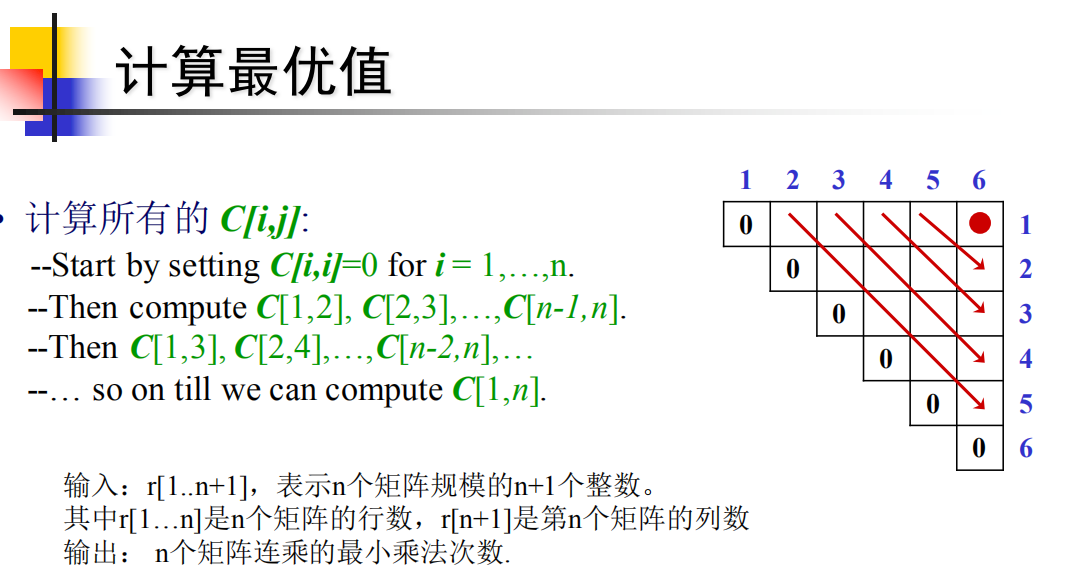 计算最优值
• 计算所有的 C[i,j]:
--Start by setting C[i,i]=0 for i = 1,…,n.
--Then compute C[1,2], C[2,3],…,C[n-1,n].
--Then C[1,3], C[2,4],…,C[n-2,n],…
--… so on till we can compute C[1,n].
1 2 3 4 5 6
0 1
0 2
0 3
0 4
0 5
0 6
输入：r[1..n+1]，表示n个矩阵规模的n+1个整数。
其中r[1…n]是n个矩阵的行数，r[n+1]是第n个矩阵的列数
输出： n个矩阵连乘的最小乘法次数.